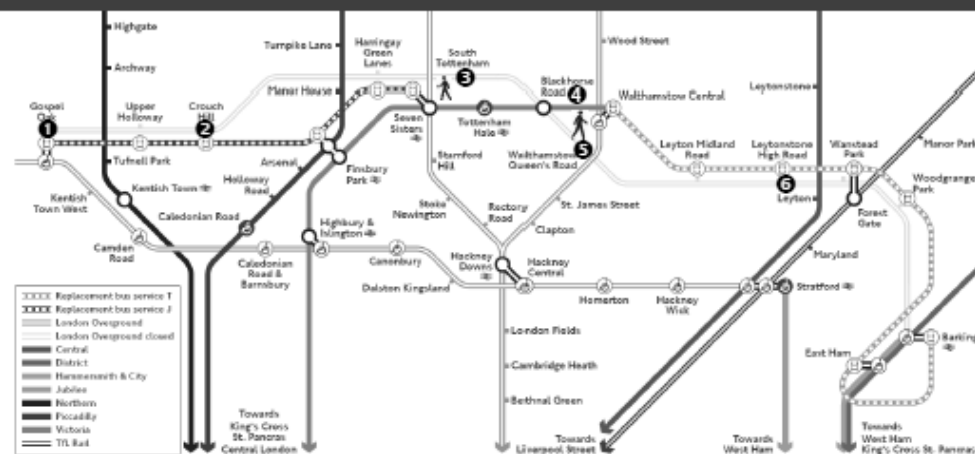 Highgate
Archway
Turnpike Lane
Harringay
Green
Lanes
South
Tottenham
3
Wood Street
Manor House
Blackhorse
Road
4
Walthamstow Central
Leytonstone
Gospel
Oak
1
Upper
Holloway
Crouch
Hill
2
Seven
Sisters
Tottenham
Hale
5
Walthamstow
Queen's Road
Leyton Midland
Road
Leytonstone
High Road
6
Wanstead
Park
Manor Park
Woodgrange
Park
Tufnell Park
Arsenal
Finsbury
Park
Stamford
Hill
Kentish Town
Holloway
Road
Kentish
Town West
Stoke
Newington
Rectory
Road
St. James Street
Clapton
Leyton
Forest
Gate
Caledonian Road
Highbury &
Islington
Camden
Road
Caledonian
Road &
Barnsbury
Canonbury
Hackney
Downs
Hackney
Central
Maryland
Dalston Kingsland
Homerton
Hackney
Wick
Stratford
Replacement bus service T
Replacement bus service J
London Overground
London Overground closed
Central
District
Hammersmith & City
Jubilee
Northern
Piccadilly
Victoria
TfL Rail
London Fields
Cambridge Heath
Bethnal Green
East Ham
Barking
Towards
King's Cross
St. Pancras
Central London
Towards
Liverpool Street
Towards
West Ham
Towards
West Ham
King's Cross St. Pancras